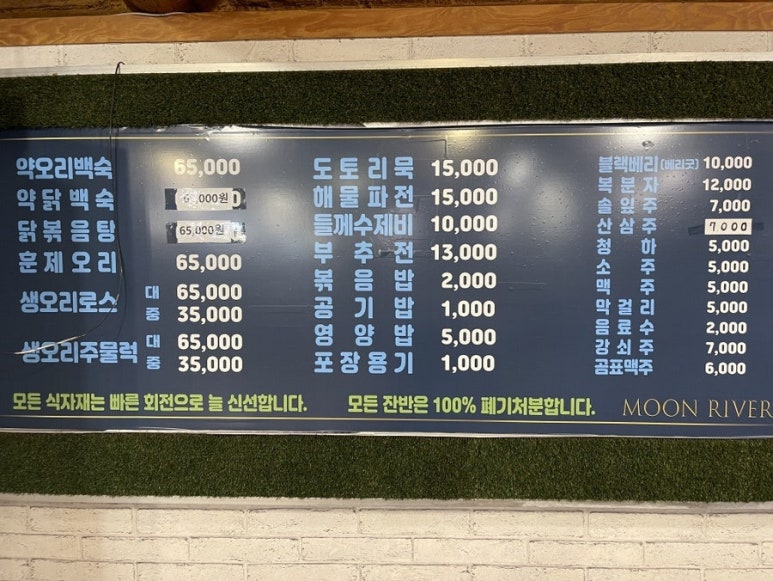 약오리백숙 65,000
약닭백숙 65,000원
닭볶음탕 65,000원
훈제오리 65,000
생오리로스 대 65,000
중 35,000
생오리주물럭 대 65,000
중 35,000
도토리묵 15,000
해물파전 15,000
들깨수제비 10,000
부추전 13,000
볶음밥 2,000
공기밥 1,000
영양밥 5,000
포장용기 1,000
블랙베리(베리굿) 10,000
복분자 12,000
솔잎주 7,000
산삼주 7000
청하 5,000
소주 5,000
맥주 5,000
막걸리 5,000
음료수 2,000
강쇠주 7,000
곰표맥주 6,000
모든 식자재는 빠른 회전으로 늘 신선합니다.
모든 잔반은 100% 폐기처분합니다.
MOON RIVER